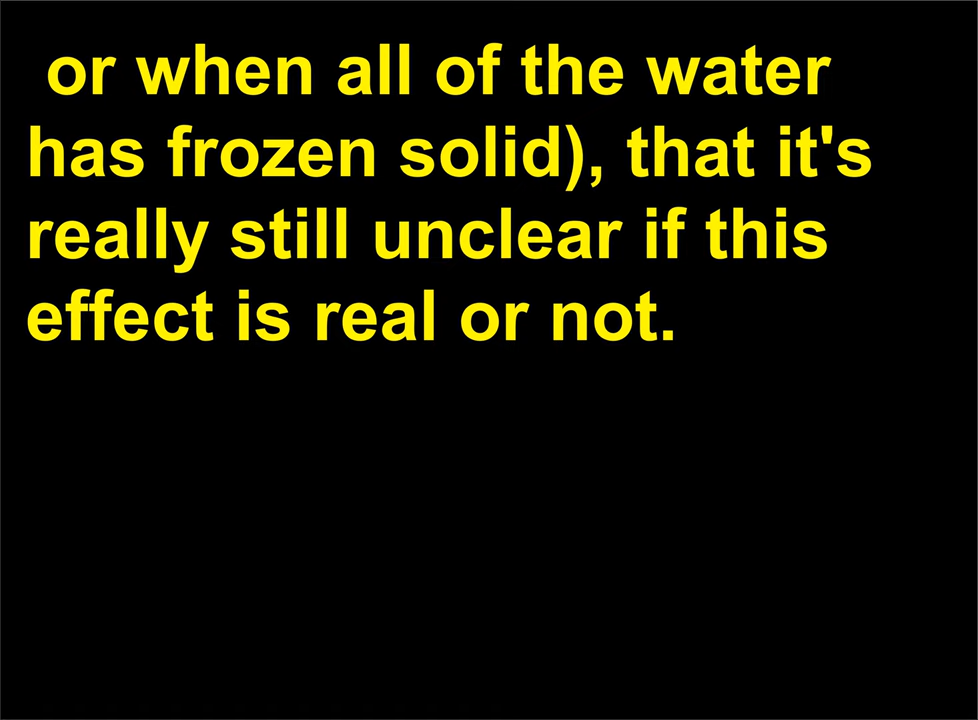 or when all of the water
has frozen solid), that it's
really still unclear if this
effect is real or not.